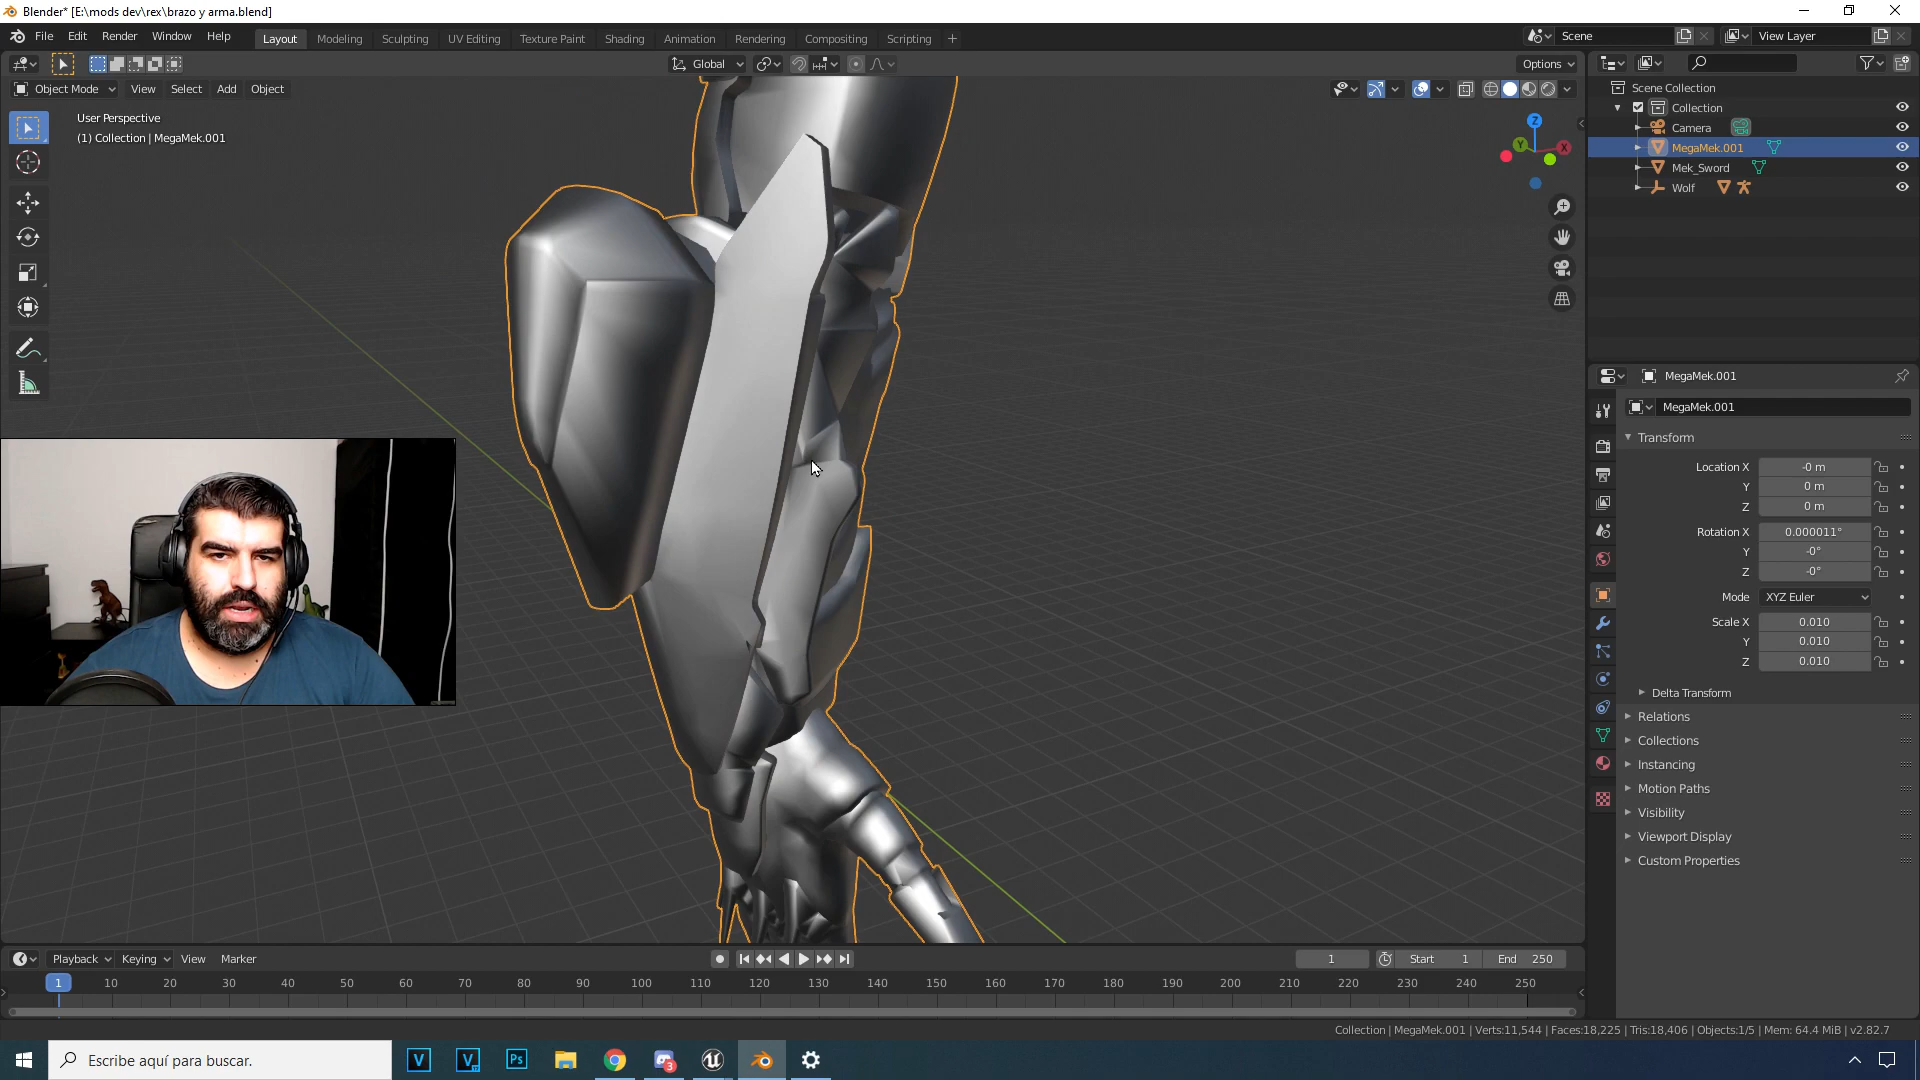 Blender* [E:\mods dev\rex\brazo y arma.blend]
File Edit Render Window Help
Layout Modeling Sculpting UV Editing Texture Paint Shading Animation Rendering Compositing Scripting +
Scene
View Layer
Global
Options
Object Mode View Select Add Object
User Perspective
(1) Collection | MegaMek.001
Z
Y
X
Scene Collection
Collection
Camera
MegaMek.001
Mek_Sword
Wolf
MegaMek.001
MegaMek.001
Transform
Location X -0 m
Y 0 m
Z 0 m
Rotation X 0.000011°
Y -0°
Z -0°
Mode XYZ Euler
Scale X 0.010
Y 0.010
Z 0.010
Delta Transform
Relations
Collections
Instancing
Motion Paths
Visibility
Viewport Display
Custom Properties
Playback Keying View Marker
1 Start 1 End 250
1 10 20 30 40 50 60 70 80 90 100 110 120 130 140 150 160 170 180 190 200 210 220 230 240 250
Collection | MegaMek.001 | Verts:11,544 | Faces:18,225 | Tris:18,406 | Objects:1/5 | Mem: 64.4 MiB | v2.82.7
Escribe aquí para buscar.
V V Ps 3